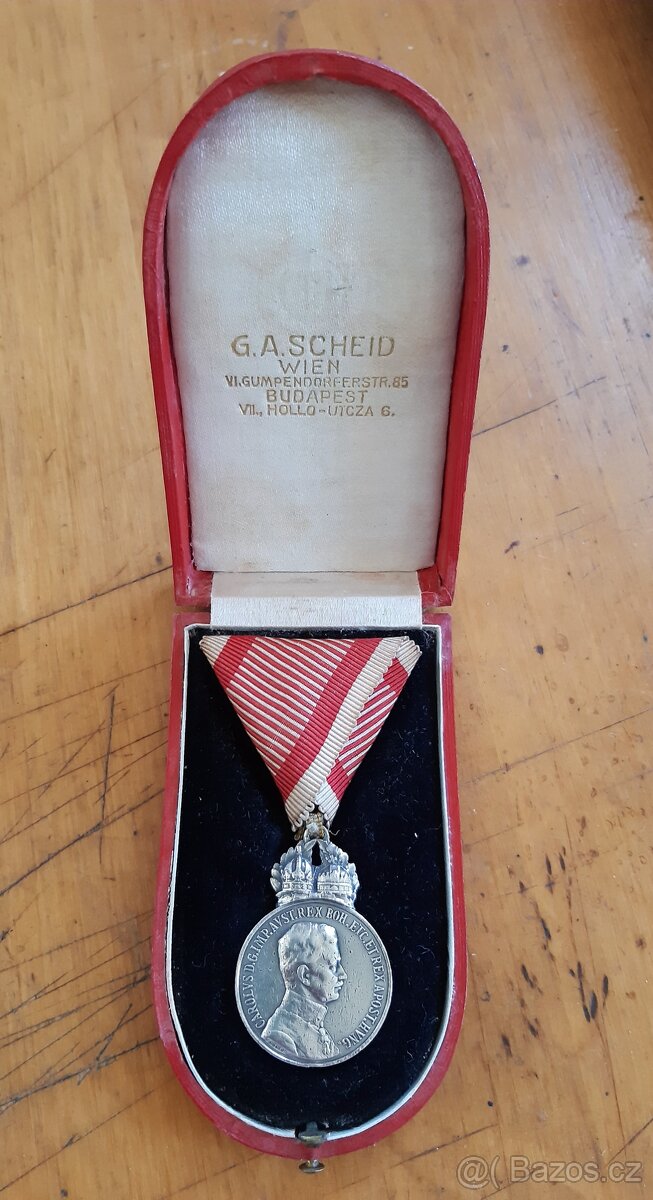 G.A.SCHEID
WIEN
VI.GUMPENDORFERSTR.85
BUDAPEST
VII., HOLLO-UTCZA 6.
CAROLVS D.G.IMP.AVST.REX BOH.ETC.ET REX APOST.HVNG.
@( Bazos.cz